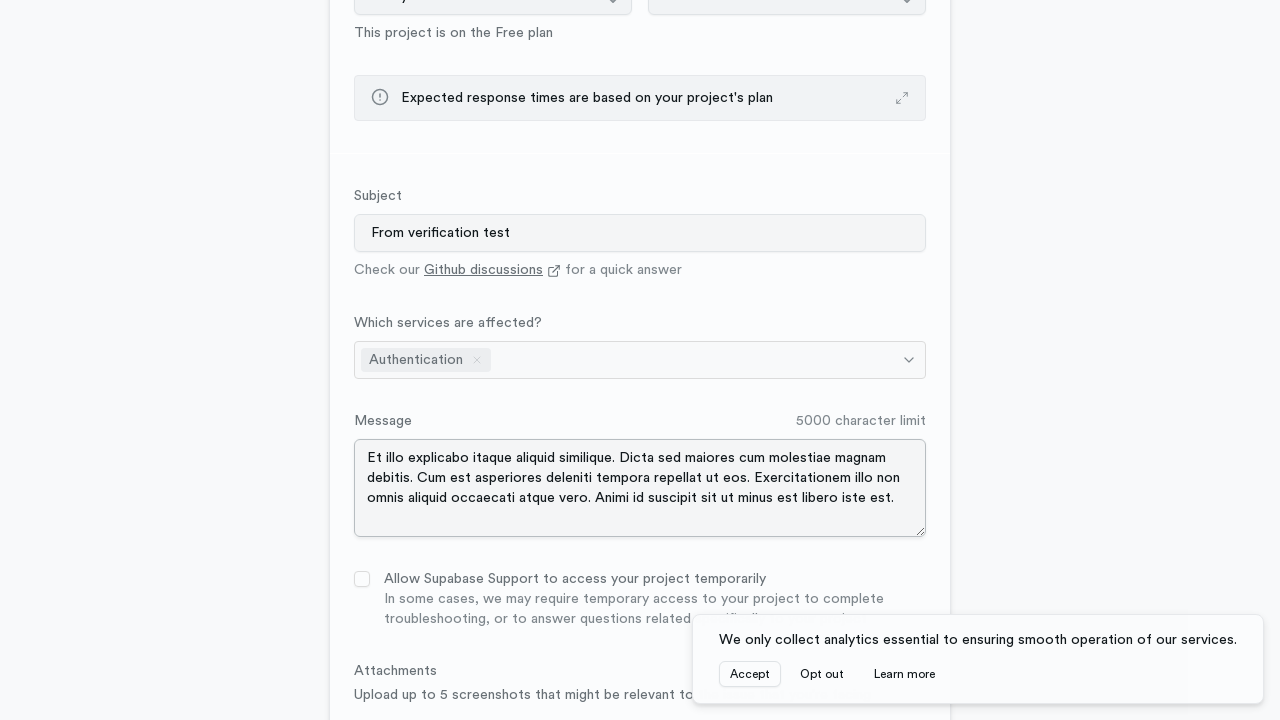 This project is on the Free plan
Expected response times are based on your project's plan
Subject
From verification test
Check our Github discussions for a quick answer
Which services are affected?
Authentication
Message
5000 character limit
Et illo explicabo itaque aliquid similique. Dicta sed maiores cum molestiae magnam
debitis. Cum est asperiores deleniti tempora repellat ut eos. Exercitationem illo non
omnis aliquid occaecati atque vero. Animi id suscipit sit ut minus est libero iste est.
Allow Supabase Support to access your project temporarily
In some cases, we may require temporary access to your project to complete
troubleshooting, or to answer questions related
We only collect analytics essential to ensuring smooth operation of our services.
Accept
Opt out
Learn more
Attachments
Upload up to 5 screenshots that might be relevant to